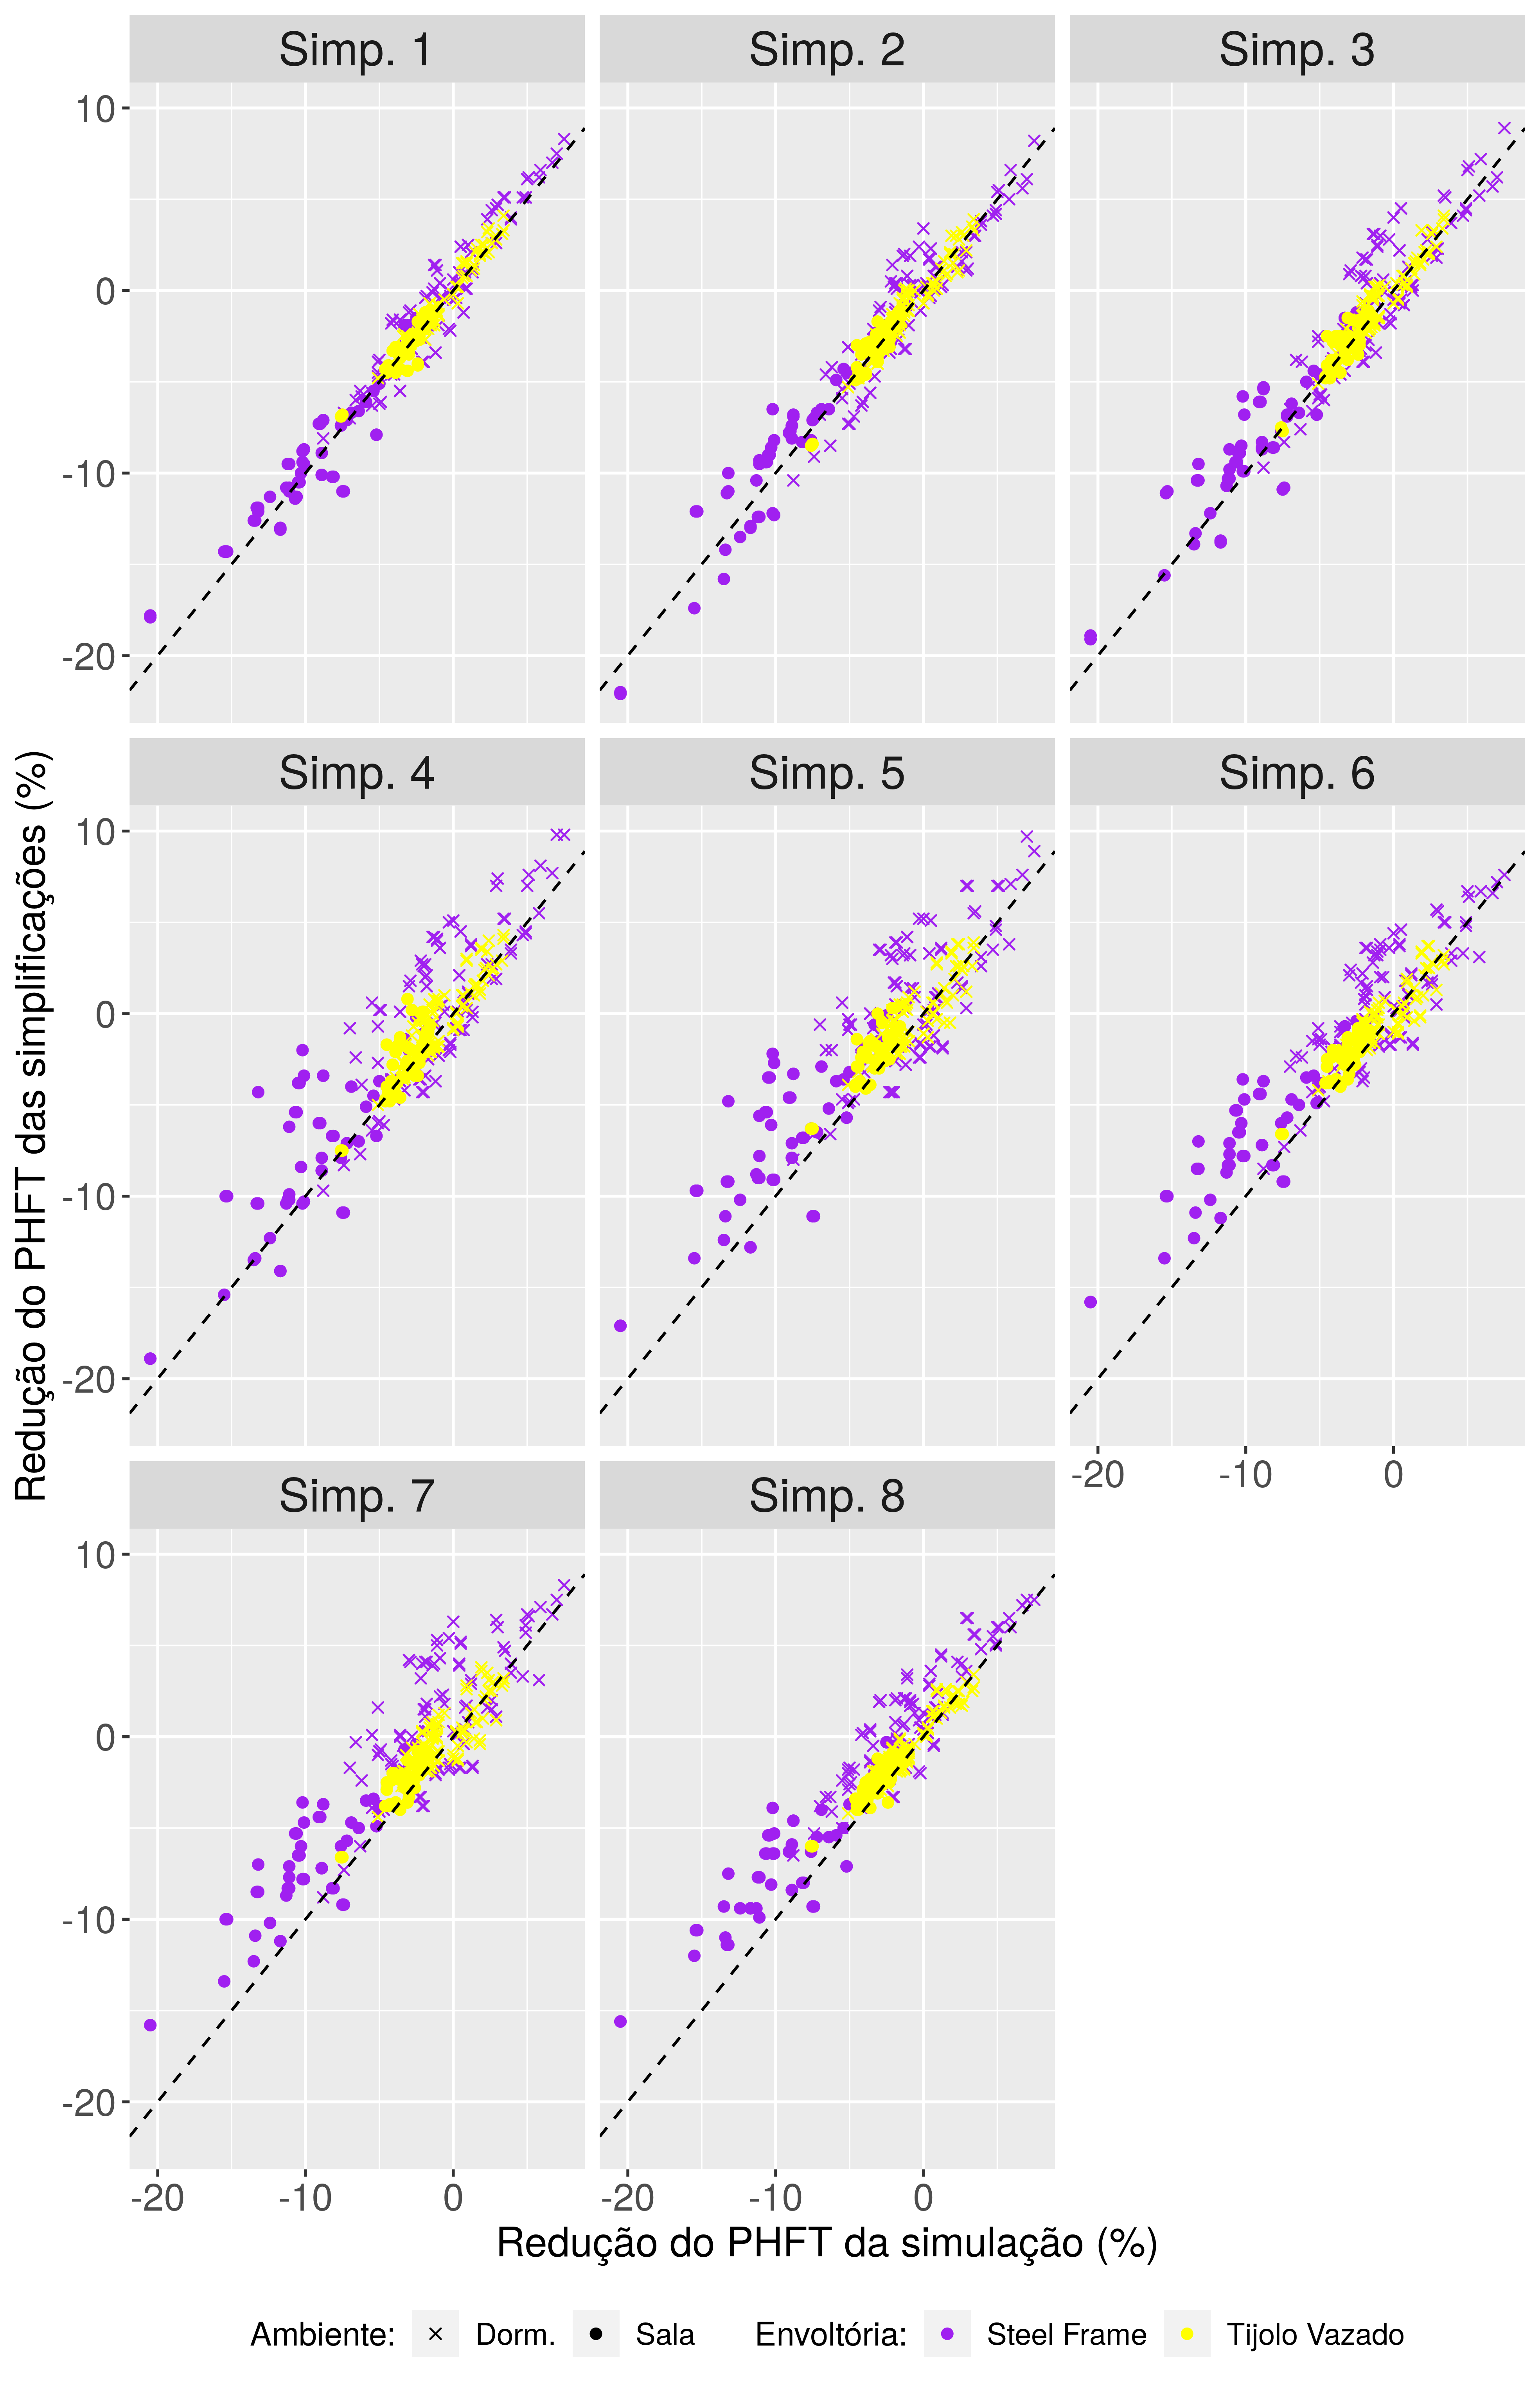 Simp. 1
Simp. 2
Simp. 3
10
0
-10
-20
Simp. 4
Simp. 5
Simp. 6
10
0
-10
-20
-20
-10
0
Simp. 7
Simp. 8
10
0
-10
-20
-20
-10
0
-20
-10
0
Redução do PHFT das simplificações (%)
Redução do PHFT da simulação (%)
Ambiente: Dorm. Sala Envoltória: Steel Frame Tijolo Vazado